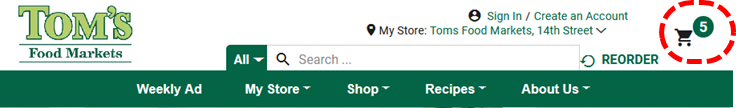 TOM'S
Food Markets
Sign In / Create an Account
My Store: Toms Food Markets, 14th Street
5
All
Search ...
REORDER
Weekly Ad
My Store
Shop
Recipes
About Us